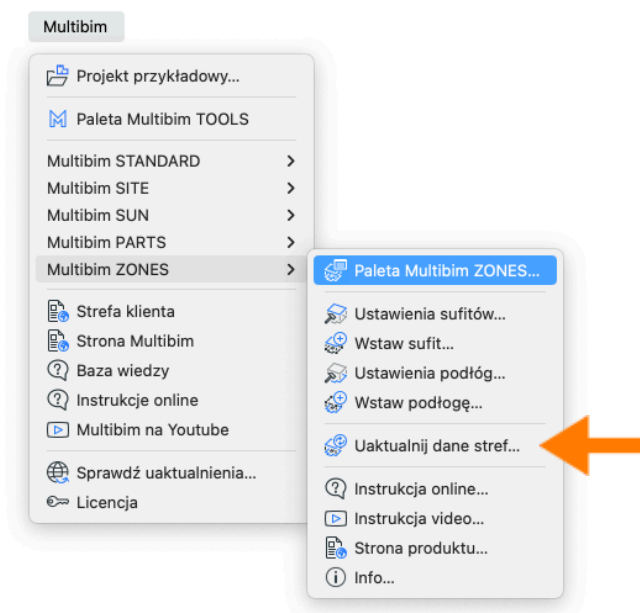 Multibim
Projekt przykładowy...
Paleta Multibim TOOLS
Multibim STANDARD
Multibim SITE
Multibim SUN
Multibim PARTS
Multibim ZONES
Strefa klienta
Strona Multibim
Baza wiedzy
Instrukcje online
Multibim na Youtube
Sprawdź uaktualnienia...
Licencja
Paleta Multibim ZONES...
Ustawienia sufitów...
Wstaw sufit...
Ustawienia podłóg...
Wstaw podłogę...
Uaktualnij dane stref...
Instrukcja online...
Instrukcja video...
Strona produktu...
Info...